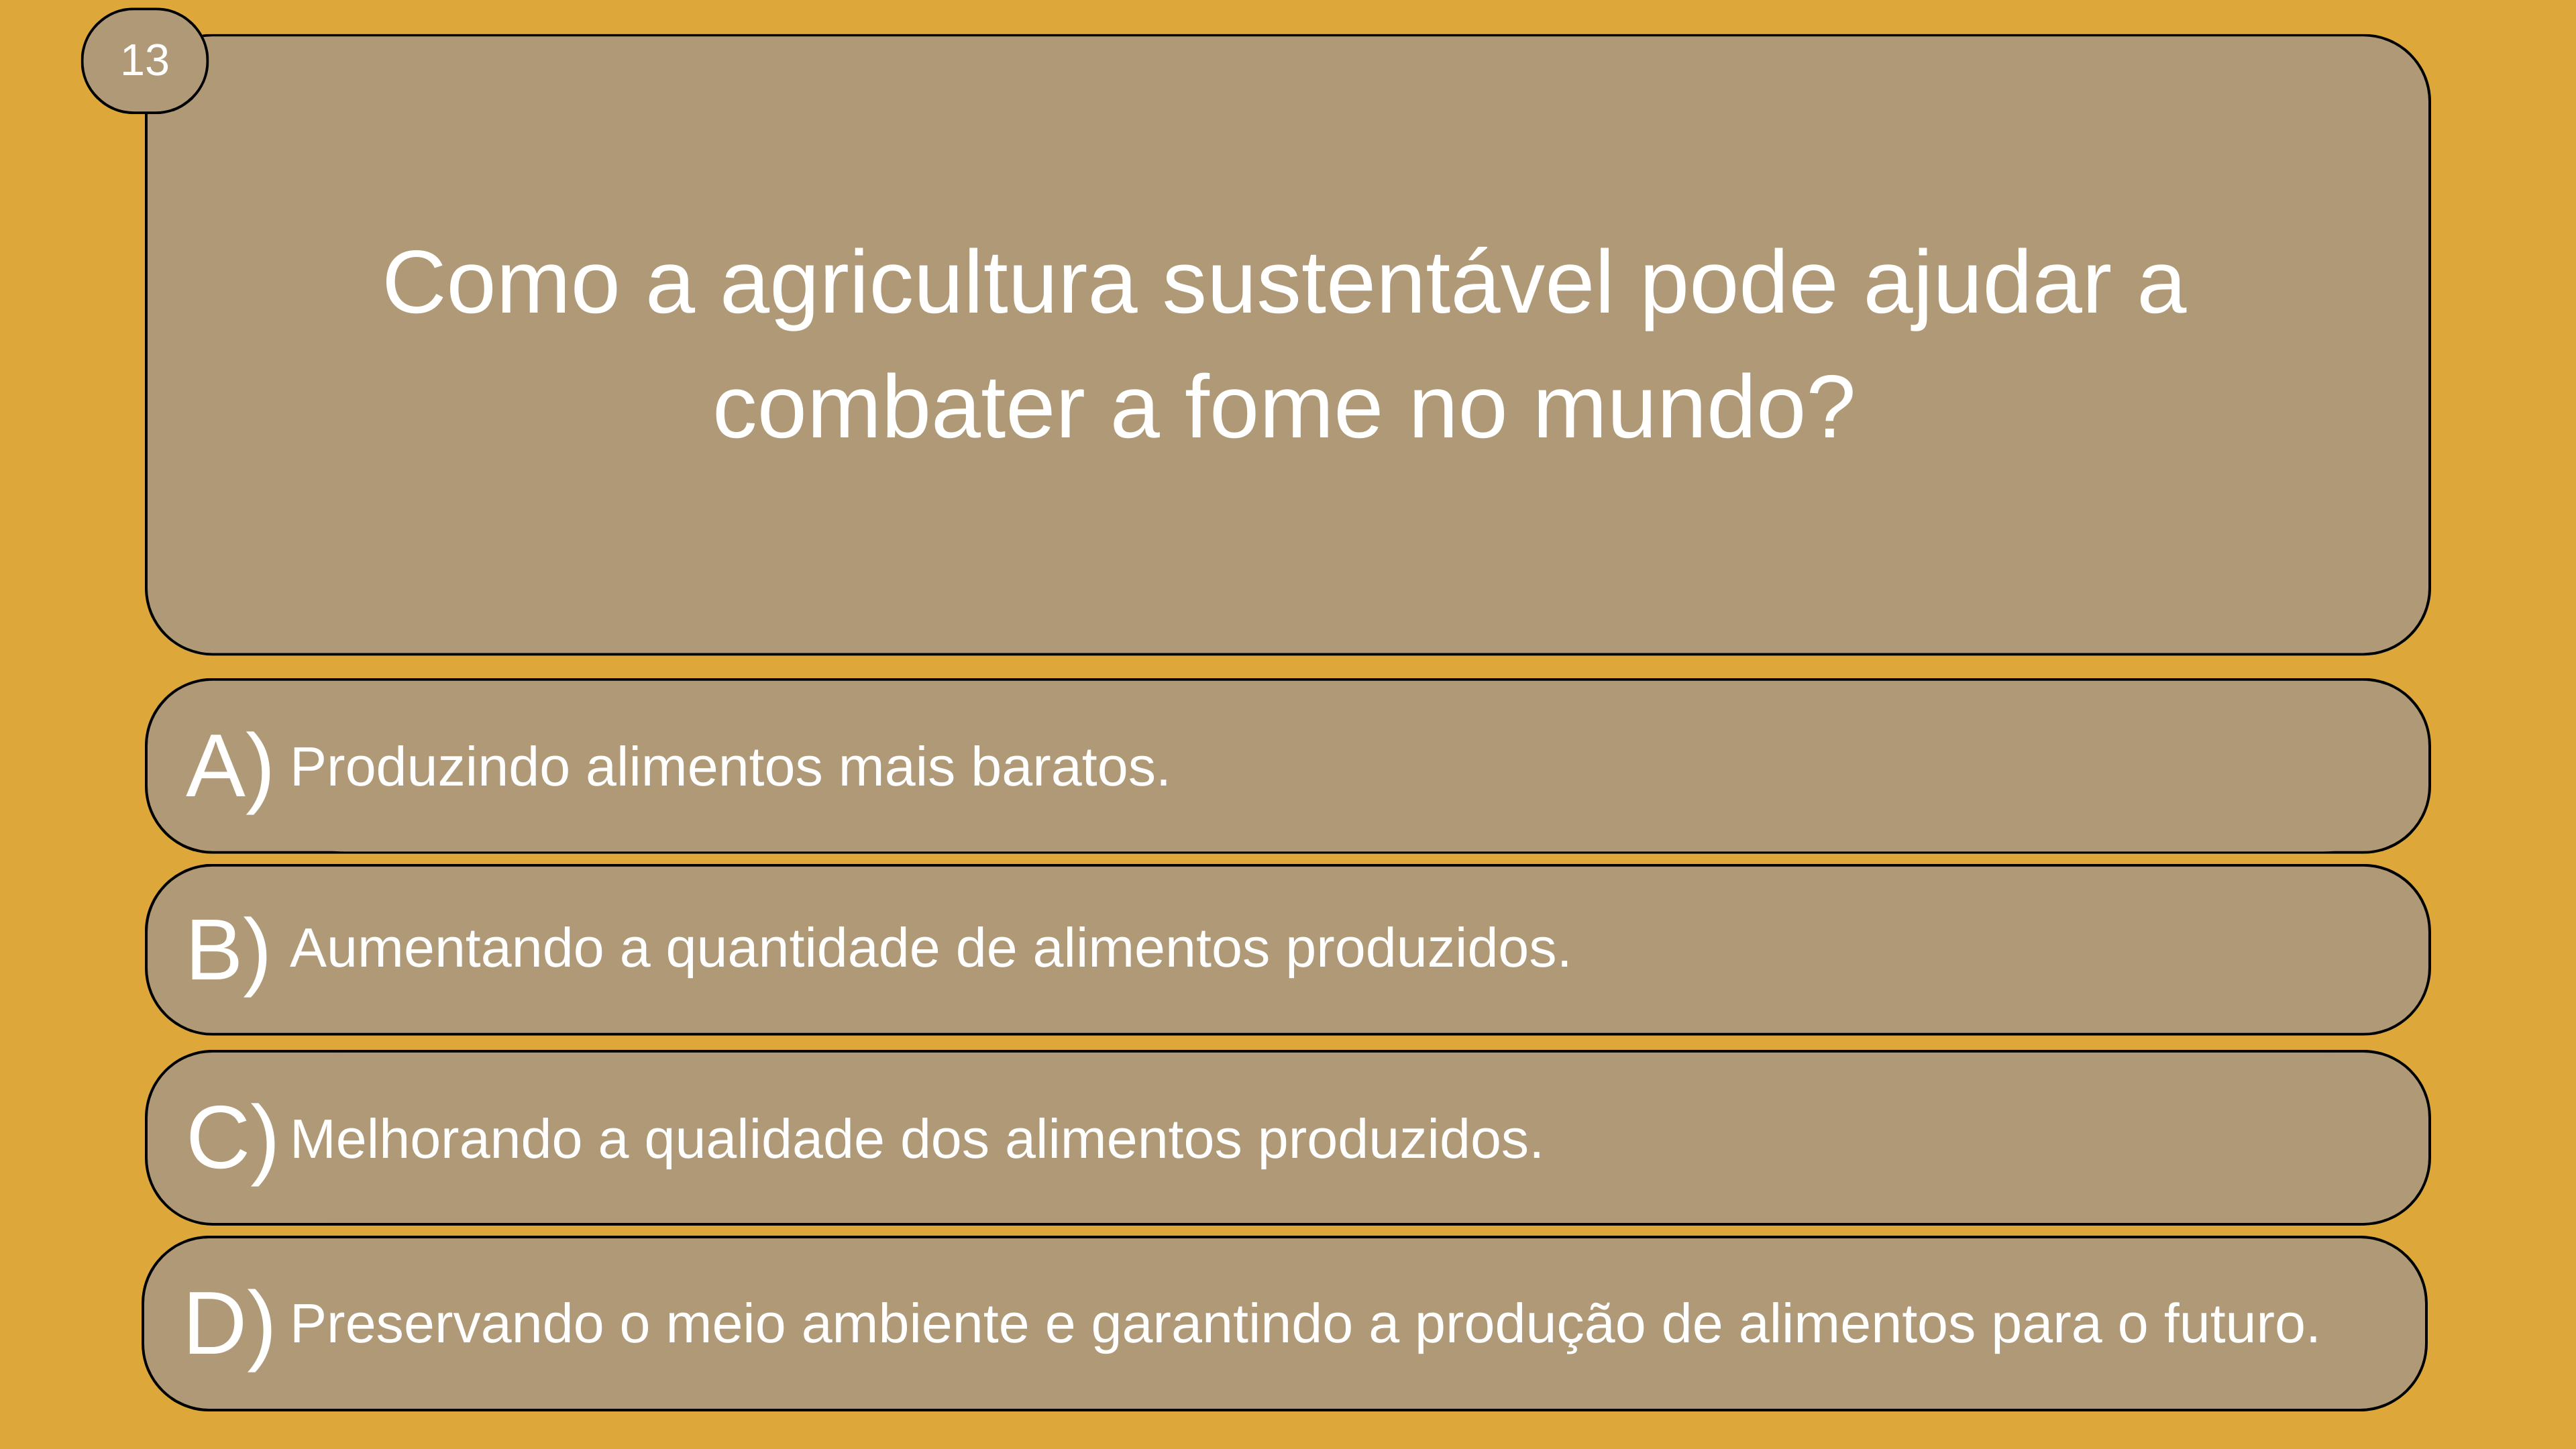 13
Como a agricultura sustentável pode ajudar a
combater a fome no mundo?
A) Produzindo alimentos mais baratos.
B) Aumentando a quantidade de alimentos produzidos.
C) Melhorando a qualidade dos alimentos produzidos.
D) Preservando o meio ambiente e garantindo a produção de alimentos para o futuro.